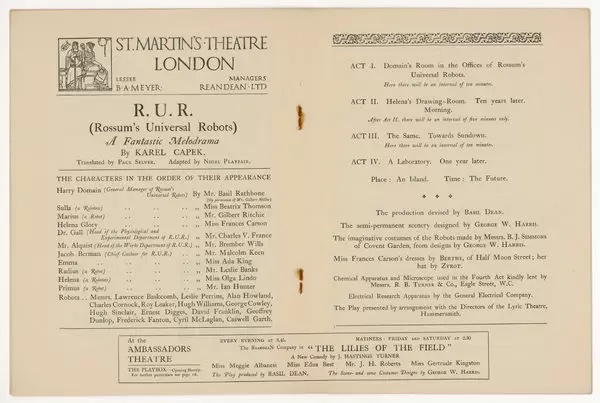 ST. MARTIN'S·THEATRE
LONDON
LESSEE MANAGERS
B·A·MEYER· REANDEAN·LTD
R. U. R.
(Rossum's Universal Robots)
A Fantastic Melodrama
By KAREL CAPEK.
Translated by PAUL SELVER. Adapted by NIGEL PLAYFAIR.
THE CHARACTERS IN THE ORDER OF THEIR APPEARANCE
Harry Domain (General Manager of Rossum's
Universal Robots) By Mr. Basil Rathbone
(By permission of Mr. Gilbert Miller)
Sulla (a Robotess) .. .. .. „ Miss Beatrix Thomson
Marius (a Robot) .. .. .. „ Mr. Gilbert Ritchie
Helena Glory .. .. .. „ Miss Frances Carson
Dr. Gall (Head of the Physiological and
Experimental Department of R.U.R.) .. „ Mr. Charles V. France
Mr. Alquist (Head of the Works Department of R.U.R.) .. „ Mr. Brember Wills
Jacob Berman (Chief Cashier for R.U.R.) .. .. „ Mr. Malcolm Keen
Emma .. .. .. „ Miss Ada King
Radius (a Robot) .. .. .. „ Mr. Leslie Banks
Helena (a Robotess) .. .. .. „ Miss Olga Lindo
Primus (a Robot) .. .. .. „ Mr. Ian Hunter
Robots .. Messrs. Lawrence Baskcomb, Leslie Perrins, Alan Howland,
Charles Cornock, Roy Leaker, Hugh Williams, George Cowley,
Hugh Sinclair, Ernest Digges, David Franklin, Geoffrey
Dunlop, Frederick Fanton, Cyril McLaglan, Caswell Garth.
ACT I. Domain's Room in the Offices of Rossum's
Universal Robots.
Here there will be an interval of ten minutes.
ACT II. Helena's Drawing-Room. Ten years later.
Morning.
After Act II. there will be an interval of five minutes only.
ACT III. The Same. Towards Sundown.
Here there will be an interval of ten minutes.
ACT IV. A Laboratory. One year later.
Place: An Island. Time: The Future.
The production devised by BASIL DEAN.
The semi-permanent scenery designed by GEORGE W. HARRIS.
The imaginative costumes of the Robots made by Messrs. B. J. SIMMONS
of Covent Garden, from designs by GEORGE W. HARRIS.
Miss Frances Carson's dresses by BERTHE, of Half Moon Street; her
hat by ZYROT.
Chemical Apparatus and Microscope used in the Fourth Act kindly lent by
Messrs. R. B. TURNER & Co., Eagle Street, W.C.
Electrical Research Apparatus by the General Electrical Company.
The Play presented by arrangement with the Directors of the Lyric Theatre,
Hammersmith.
At the
AMBASSADORS
THEATRE
THE PLAYBOX—Opening Shortly.
For further particulars see page
EVERY EVENING at 8.45. MATINEES: FRIDAY and SATURDAY at 2.30
The REANDEAN Company in "THE LILIES OF THE FIELD"
A New Comedy by J. HASTINGS TURNER
Miss Meggie Albanesi Miss Edna Best Mr. J. H. Roberts Miss Gertrude Kingston
The Play produced by BASIL DEAN. The Scene and some Costumes Designed by GEORGE W. HARRIS.